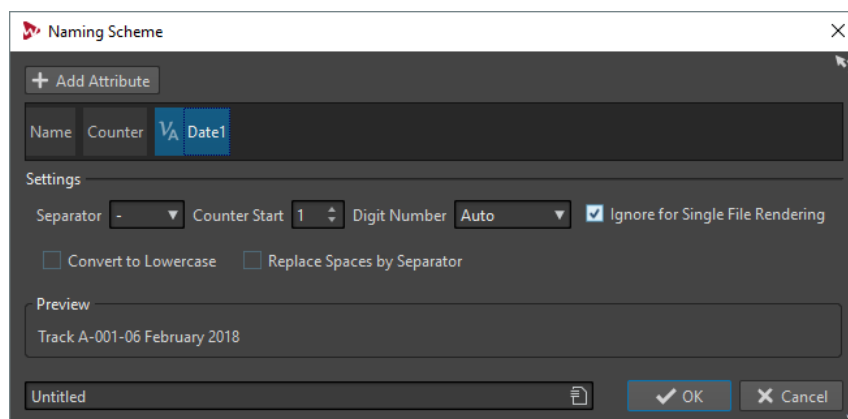 Naming Scheme
Add Attribute
Name Counter VA Date1
Settings
Separator - Counter Start 1 Digit Number Auto Ignore for Single File Rendering
Convert to Lowercase Replace Spaces by Separator
Preview
Track A-001-06 February 2018
Untitled OK Cancel